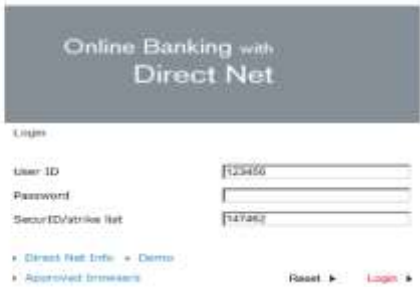 Online Banking with
Direct Net
Login
User ID 123456
Password
SecurID/strike list 147462
Direct Net Info Demo
Approved browsers Reset Login